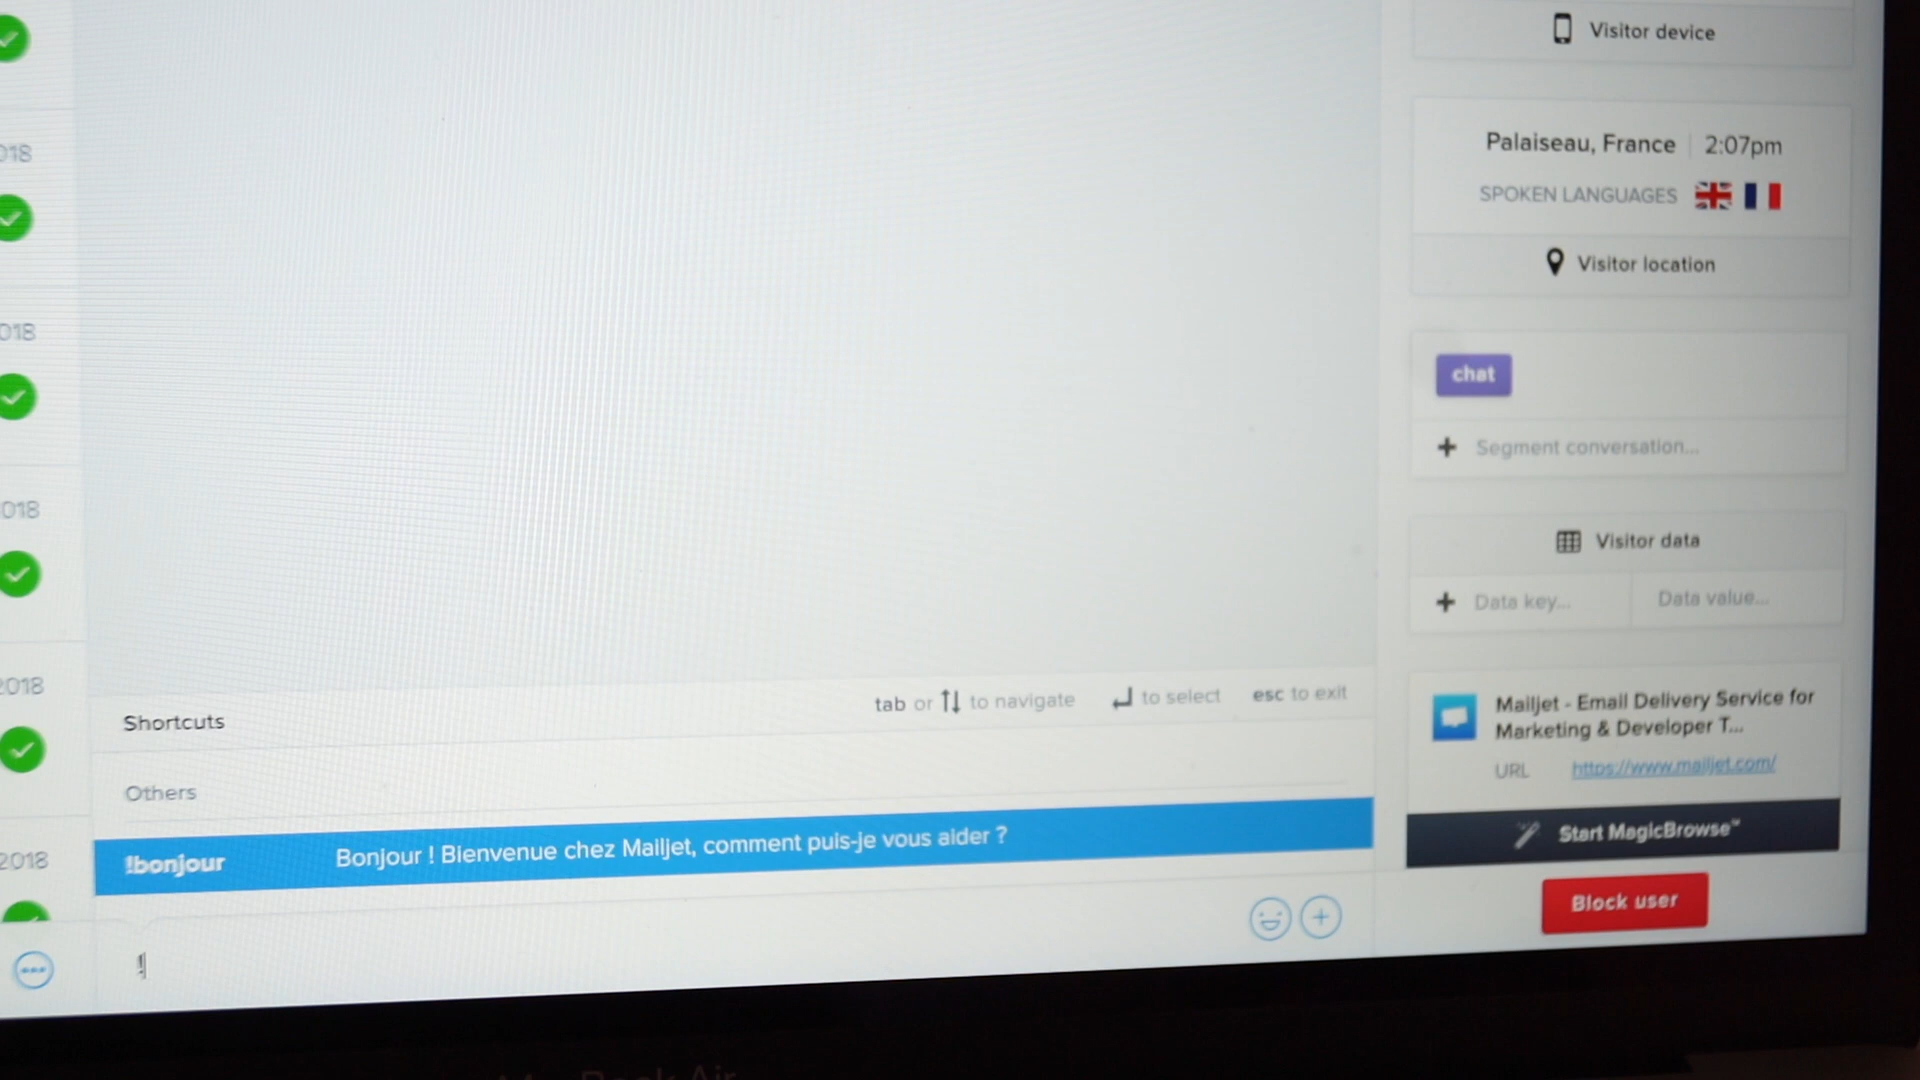 Visitor device
018
Palaiseau, France 2:07pm
SPOKEN LANGUAGES
Visitor location
018
chat
Segment conversation...
018
Visitor data
Data key... Data value...
2018
Shortcuts
tab or to navigate to select esc to exit
Mailjet - Email Delivery Service for
Marketing & Developer T...
URL https://www.mailjet.com/
Others
Start MagicBrowse™
2018
!bonjour Bonjour ! Bienvenue chez Mailjet, comment puis-je vous aider ?
Block user
!